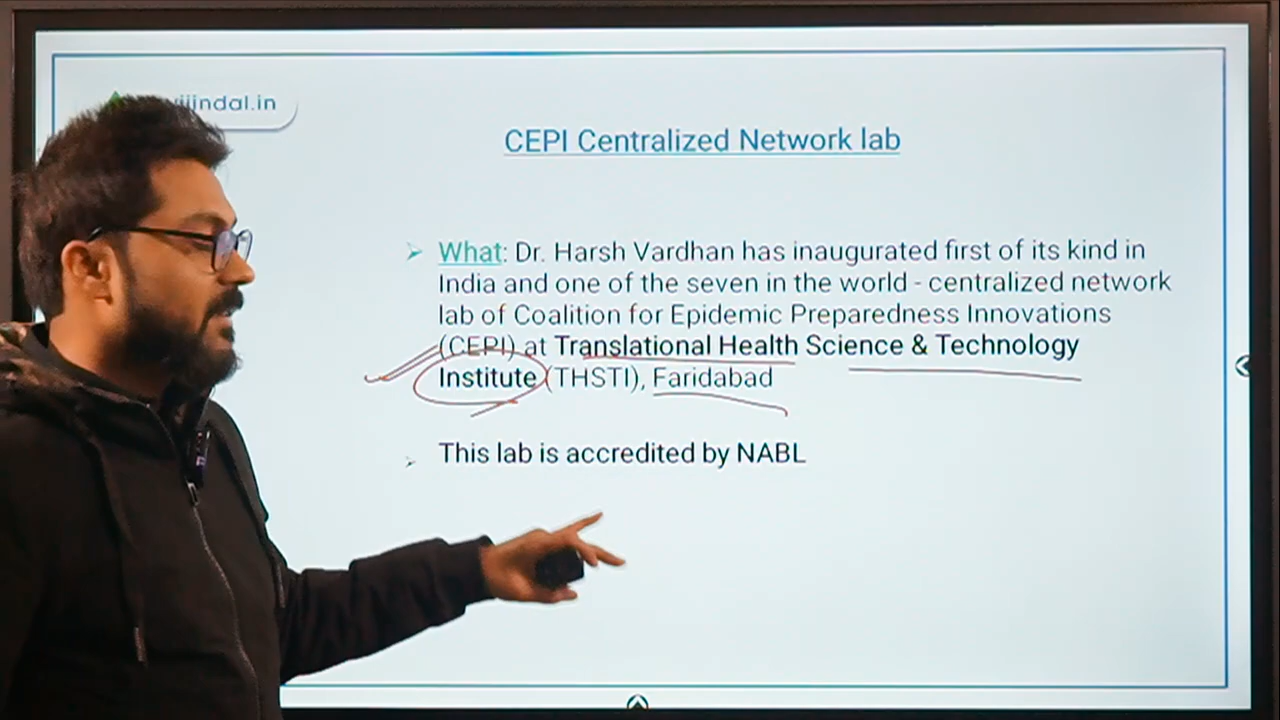 jindal.in
CEPI Centralized Network lab
What: Dr. Harsh Vardhan has inaugurated first of its kind in
India and one of the seven in the world - centralized network
lab of Coalition for Epidemic Preparedness Innovations
(CEPI) at Translational Health Science & Technology
Institute (THSTI), Faridabad
This lab is accredited by NABL